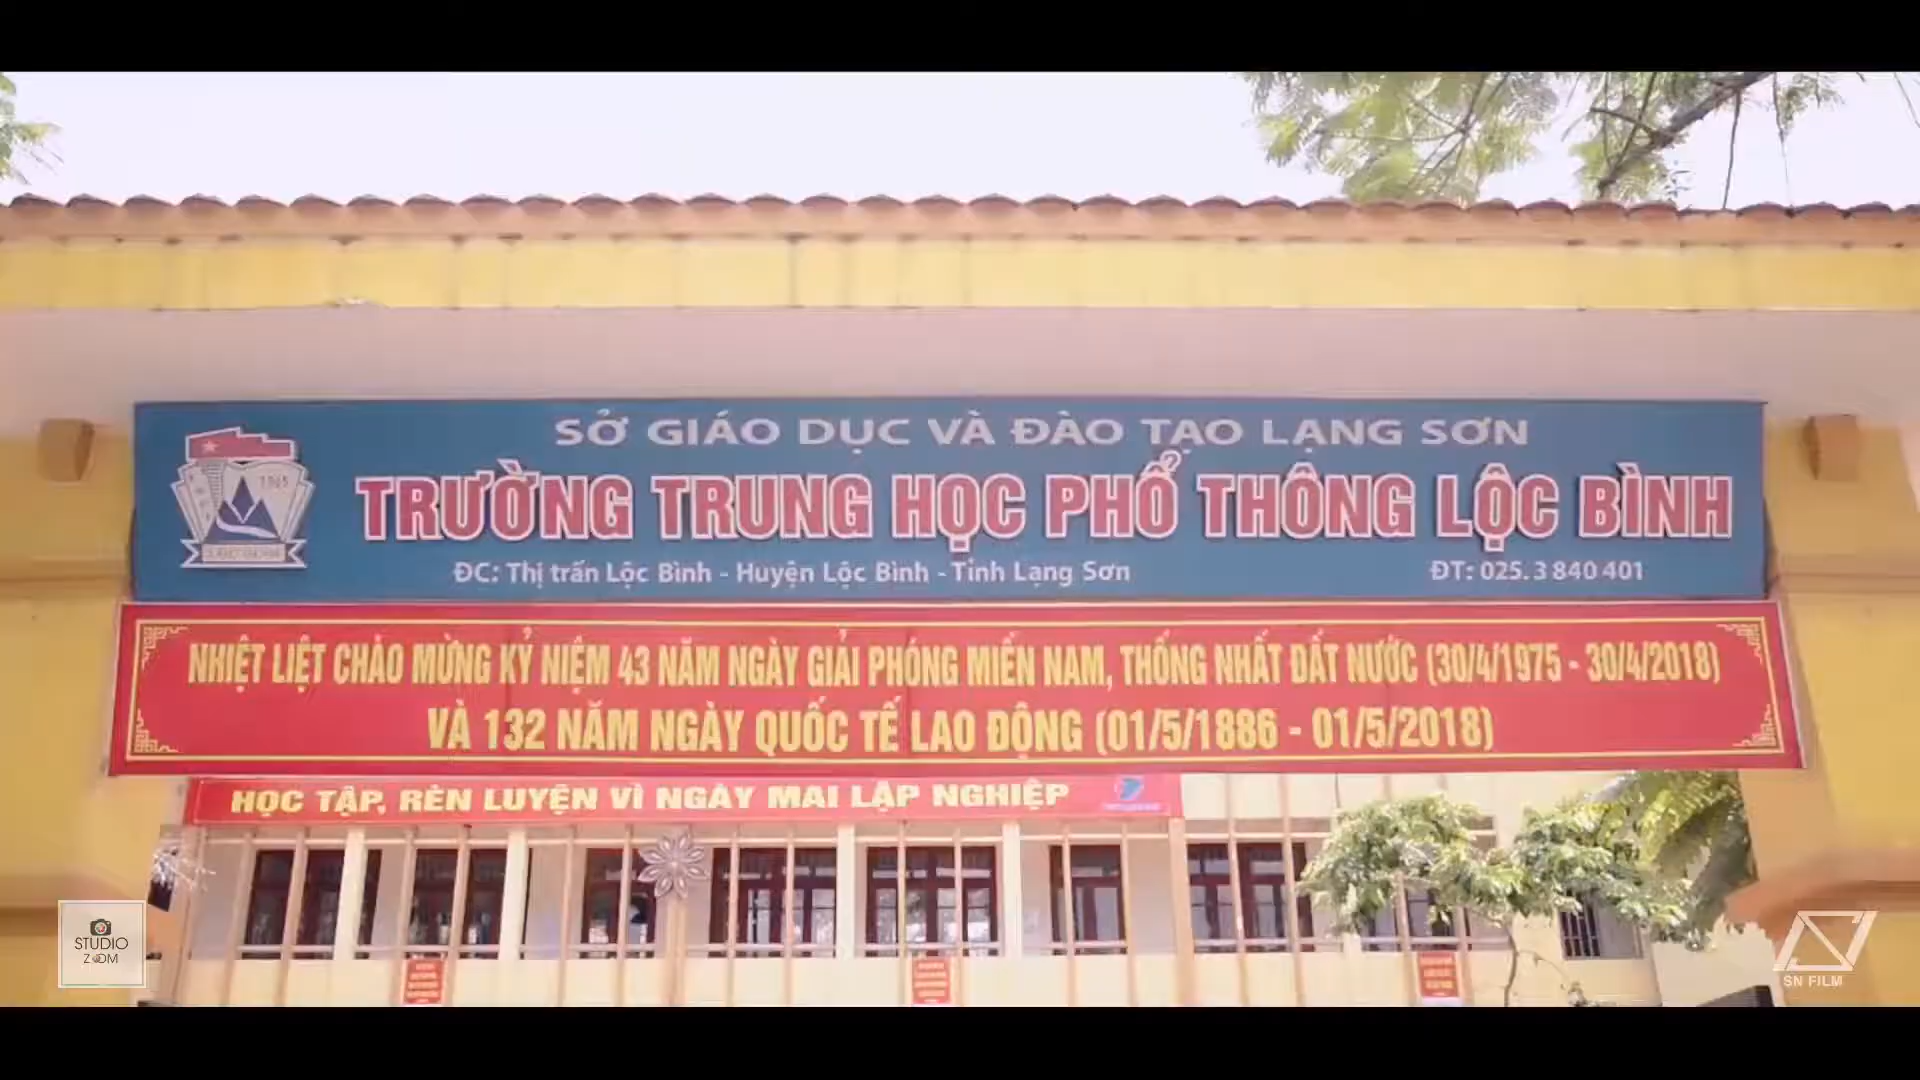 SỞ GIÁO DỤC VÀ ĐÀO TẠO LẠNG SƠN
TRƯỜNG TRUNG HỌC PHỔ THÔNG LỘC BÌNH
ĐC: Thị trấn Lộc Bình - Huyện Lộc Bình - Tỉnh Lạng Sơn
ĐT: 025.3 840 401
NHIỆT LIỆT CHÀO MỪNG KỶ NIỆM 43 NĂM NGÀY GIẢI PHÓNG MIỀN NAM, THỐNG NHẤT ĐẤT NƯỚC (30/4/1975 - 30/4/2018)
VÀ 132 NĂM NGÀY QUỐC TẾ LAO ĐỘNG (01/5/1886 - 01/5/2018)
HỌC TẬP, RÈN LUYỆN VÌ NGÀY MAI LẬP NGHIỆP
STUDIO
ZOOM
SN FILM